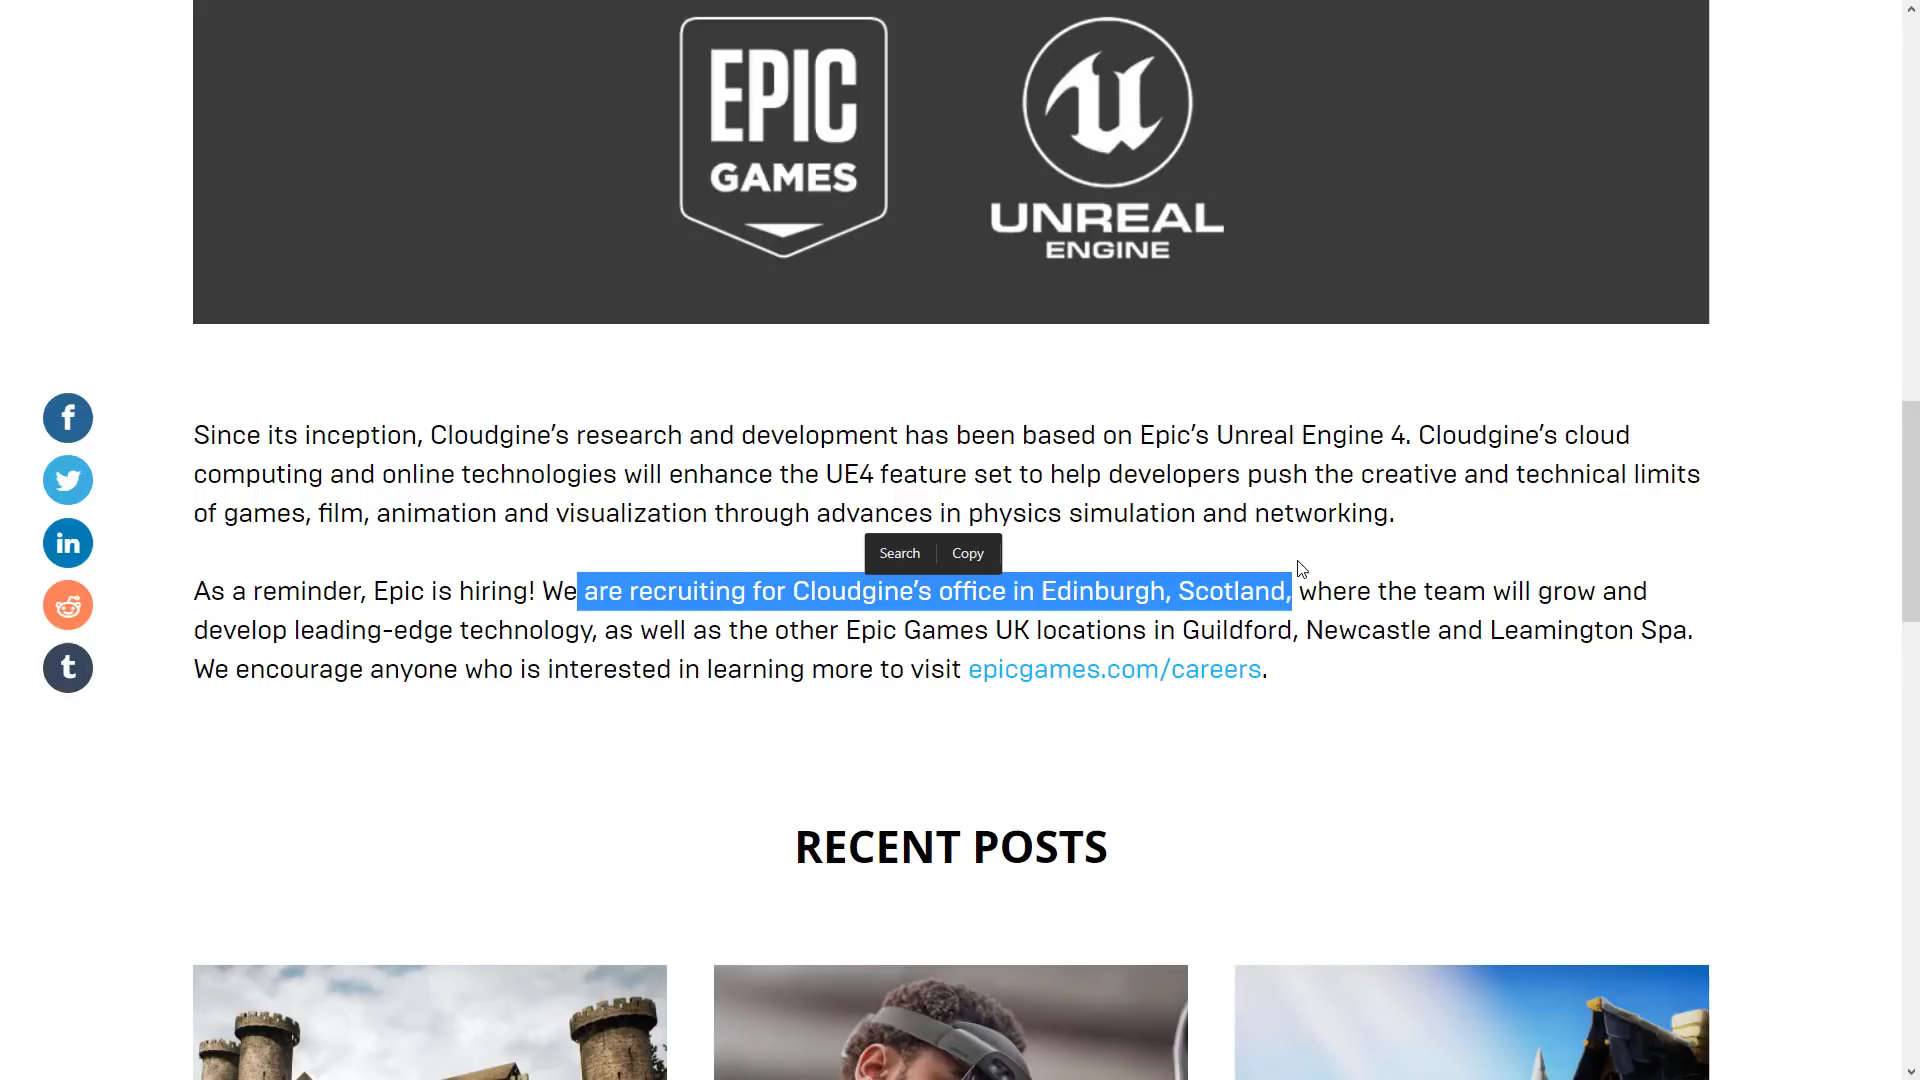 EPIC
GAMES
UNREAL
ENGINE
Since its inception, Cloudgine’s research and development has been based on Epic’s Unreal Engine 4. Cloudgine’s cloud
computing and online technologies will enhance the UE4 feature set to help developers push the creative and technical limits
of games, film, animation and visualization through advances in physics simulation and networking.
Search Copy
As a reminder, Epic is hiring! We are recruiting for Cloudgine’s office in Edinburgh, Scotland, where the team will grow and
develop leading-edge technology, as well as the other Epic Games UK locations in Guildford, Newcastle and Leamington Spa.
We encourage anyone who is interested in learning more to visit epicgames.com/careers.
RECENT POSTS